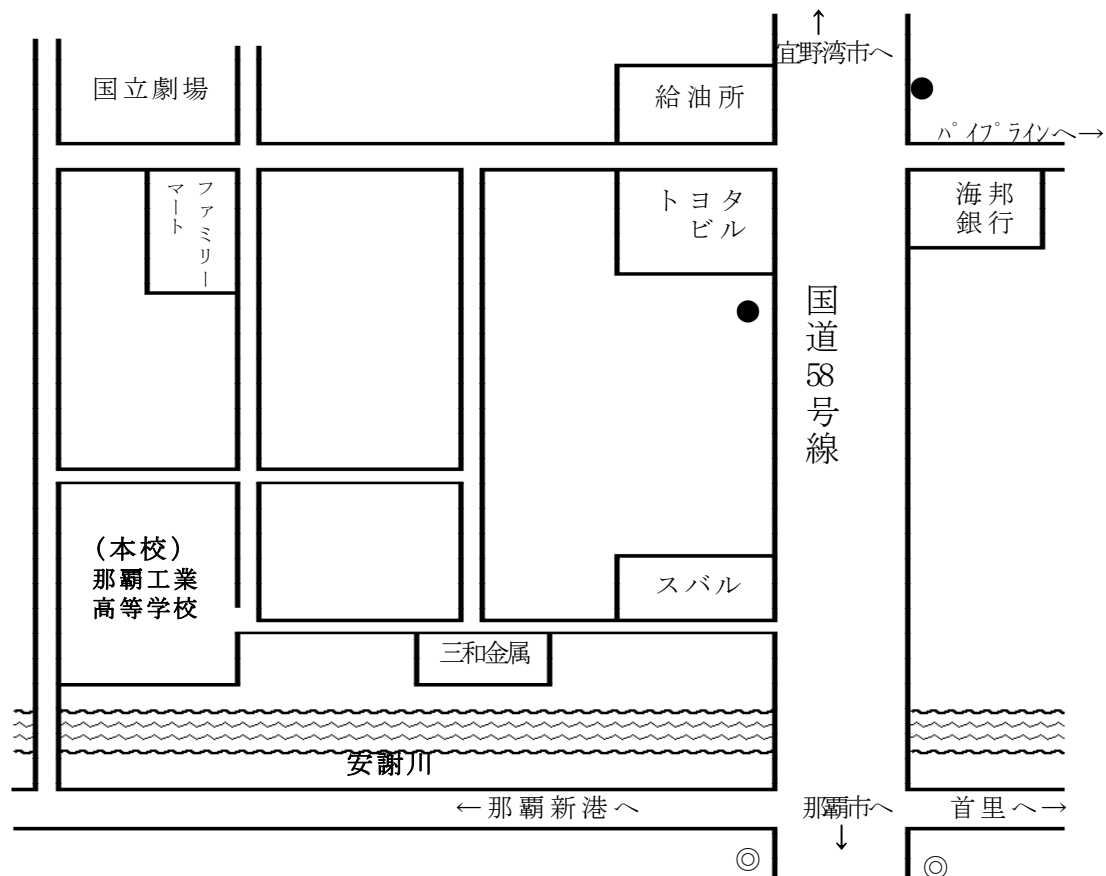 ↑
宜野湾市へ
国立劇場
給油所
●
パイプラインへ→
ファミリー
マート
トヨタ
ビル
海邦
銀行
●
国道58号線
(本校)
那覇工業
高等学校
スバル
三和金属
安謝川
←那覇新港へ
那覇市へ
↓
首里へ→
◎
◎